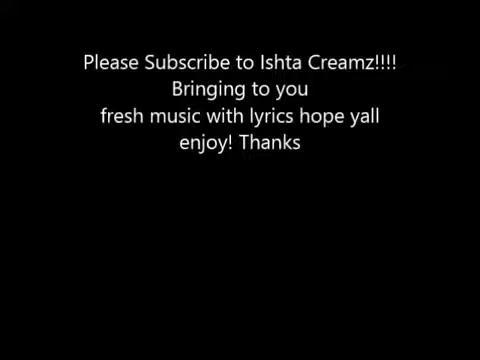 Please Subscribe to Ishta Creamz!!!!
Bringing to you
fresh music with lyrics hope yall
enjoy! Thanks